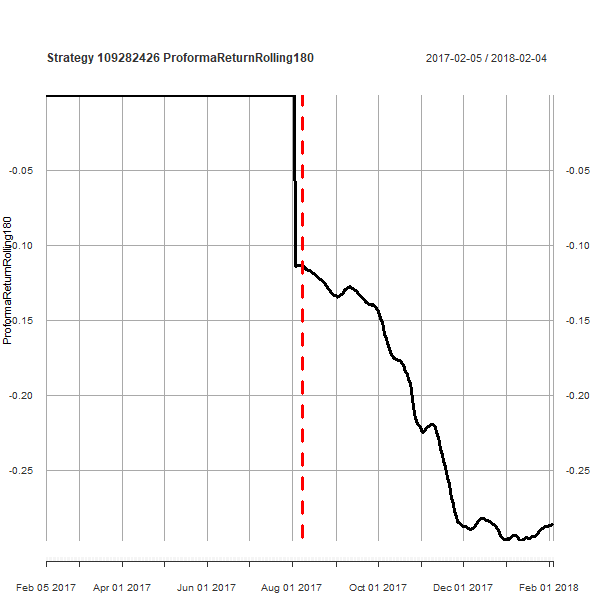 Strategy 109282426 ProformaReturnRolling180
2017-02-05 / 2018-02-04
-0.05
-0.05
-0.10
-0.10
ProformaReturnRolling180
-0.15
-0.15
-0.20
-0.20
-0.25
-0.25
Feb 05 2017
Apr 01 2017
Jun 01 2017
Aug 01 2017
Oct 01 2017
Dec 01 2017
Feb 01 2018